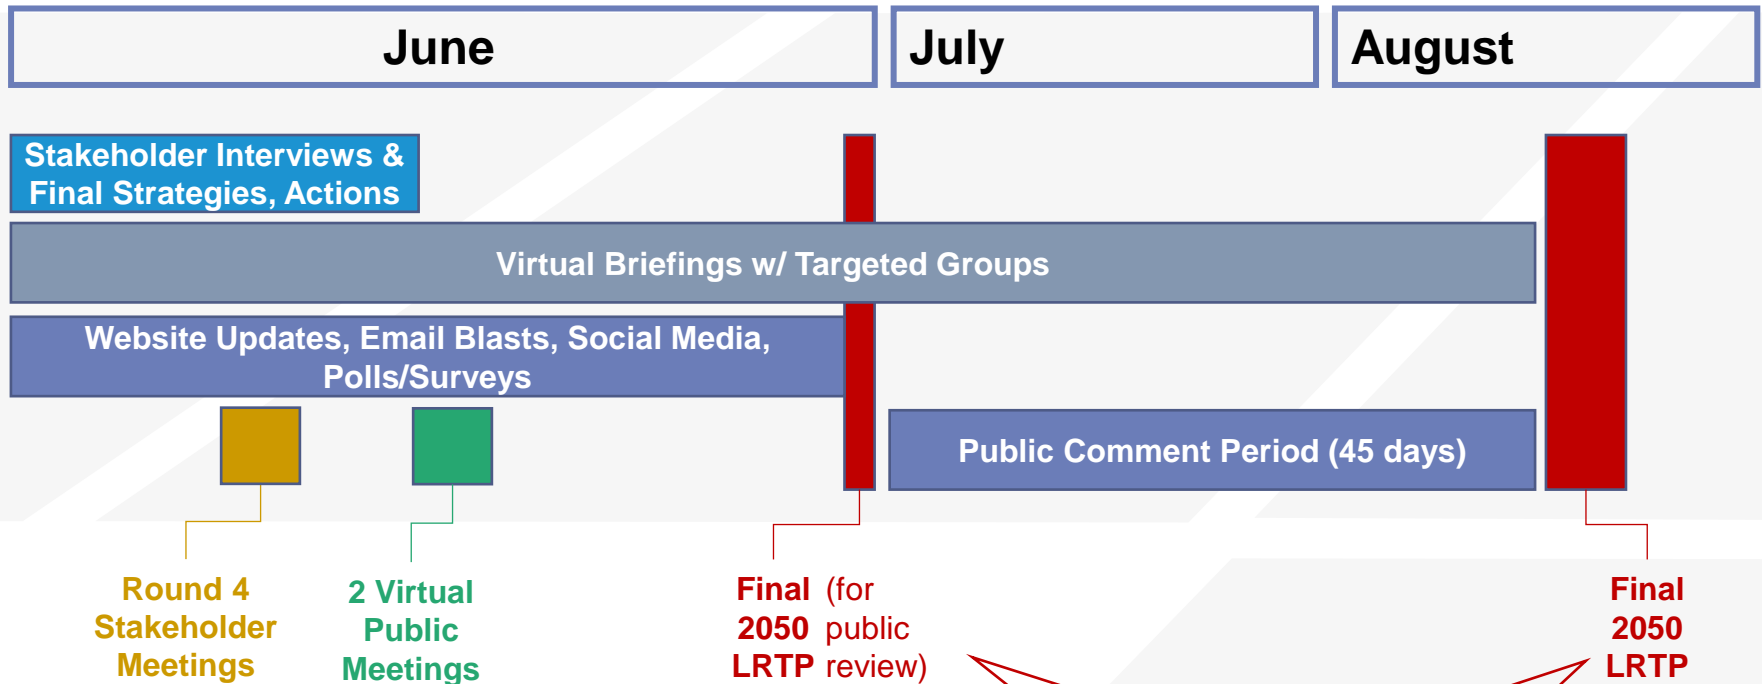 June
July
August
Stakeholder Interviews &
Final Strategies, Actions
Virtual Briefings w/ Targeted Groups
Website Updates, Email Blasts, Social Media,
Polls/Surveys
Public Comment Period (45 days)
Round 4
Stakeholder
Meetings
2 Virtual
Public
Meetings
Final (for
2050 public
LRTP review)
Final
2050
LRTP